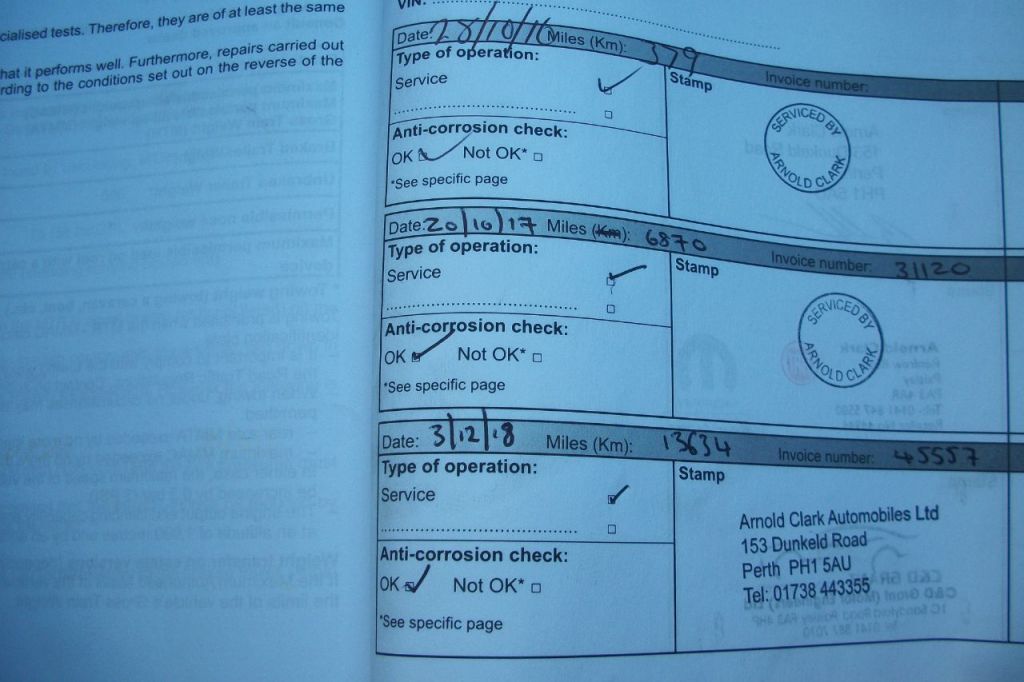 cialised tests. Therefore, they are of at least the same
hat it performs well. Furthermore, repairs carried out
rding to the conditions set out on the reverse of the
VIN:
Date: 28/10/16 Miles (Km): 379 Invoice number:
Type of operation:
Service
Stamp
SERVICED BY
ARNOLD CLARK
Anti-corrosion check:
OK Not OK*
*See specific page
Date: 20/10/17 Miles (Km): 6870 Invoice number: 31120
Type of operation:
Service
Stamp
SERVICED BY
ARNOLD CLARK
Anti-corrosion check:
OK Not OK*
*See specific page
Date: 3/12/18 Miles (Km): 13634 Invoice number: 45557
Type of operation:
Service
Stamp
Arnold Clark Automobiles Ltd
153 Dunkeld Road
Perth PH1 5AU
Tel: 01738 443355
Anti-corrosion check:
OK Not OK*
*See specific page